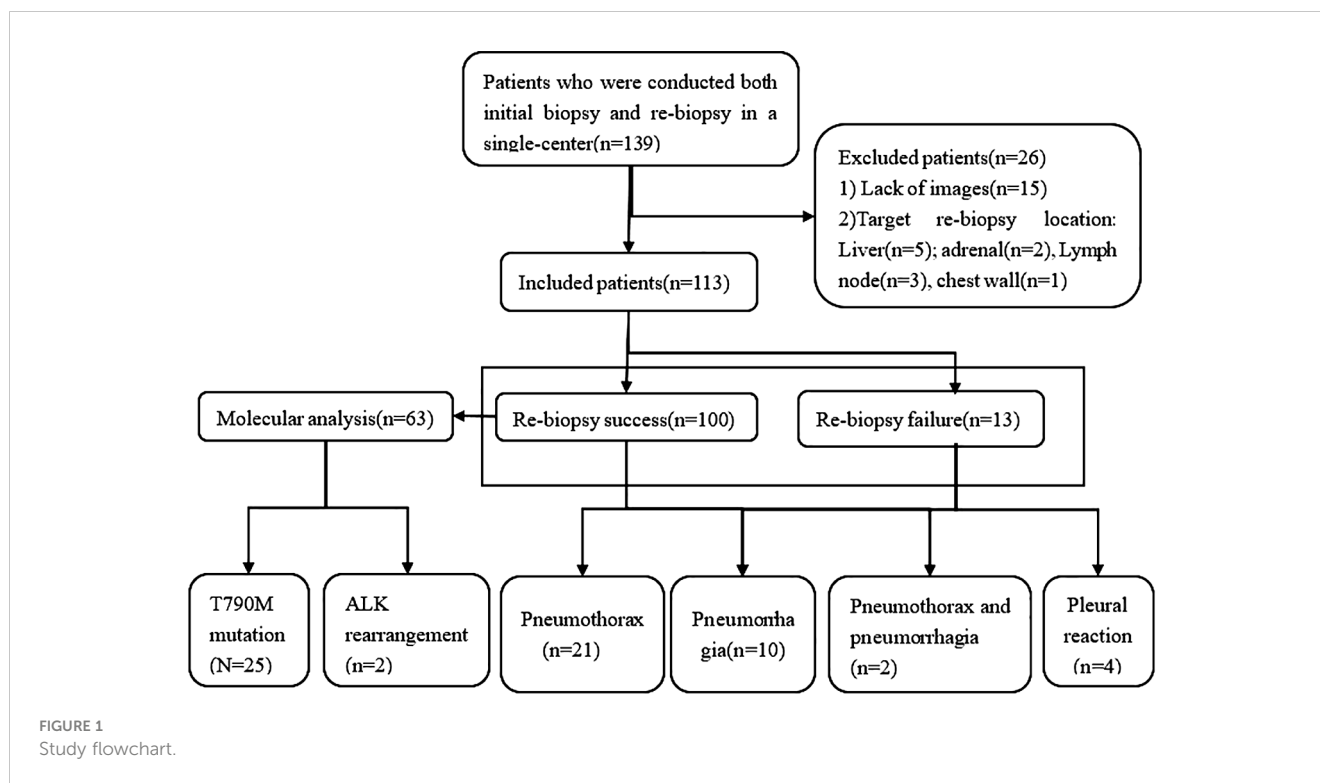 Patients who were conducted both
initial biopsy and re-biopsy in a
single-center(n=139)
Excluded patients(n=26)
1) Lack of images(n=15)
2)Target re-biopsy location:
Liver(n=5); adrenal(n=2), Lymph
node(n=3), chest wall(n=1)
Included patients(n=113)
Molecular analysis(n=63)
Re-biopsy success(n=100)
Re-biopsy failure(n=13)
T790M
mutation
(N=25)
ALK
rearrangement
(n=2)
Pneumothorax
(n=21)
Pneumorrha
gia(n=10)
Pneumothorax and
pneumorrhagia
(n=2)
Pleural
reaction
(n=4)
FIGURE 1
Study flowchart.